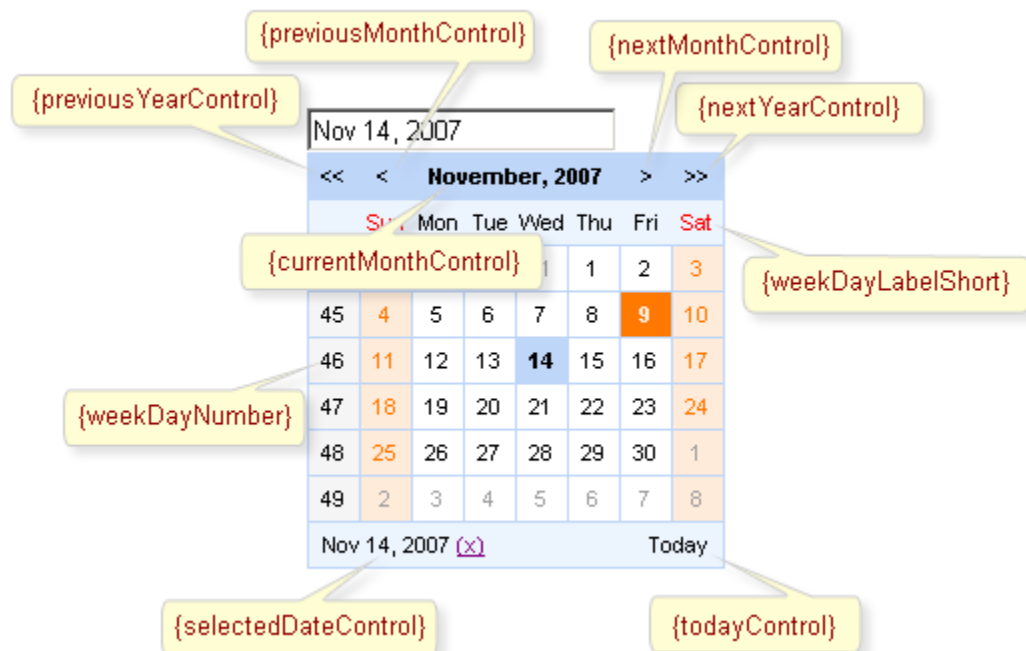 {previousMonthControl}
{nextMonthControl}
{previousYearControl}
{nextYearControl}
Nov 14, 2007
<< < November, 2007 > >>
Mon Tue Wed Thu Fri Sat
{currentMonthControl}
1 2 3
{weekDayLabelShort}
45 4 5 6 7 8 9 10
46 11 12 13 14 15 16 17
{weekDayNumber}
47 18 19 20 21 22 23 24
48 25 26 27 28 29 30 1
49 2 3 4 5 6 7 8
Nov 14, 2007 (x) Today
{selectedDateControl}
{todayControl}